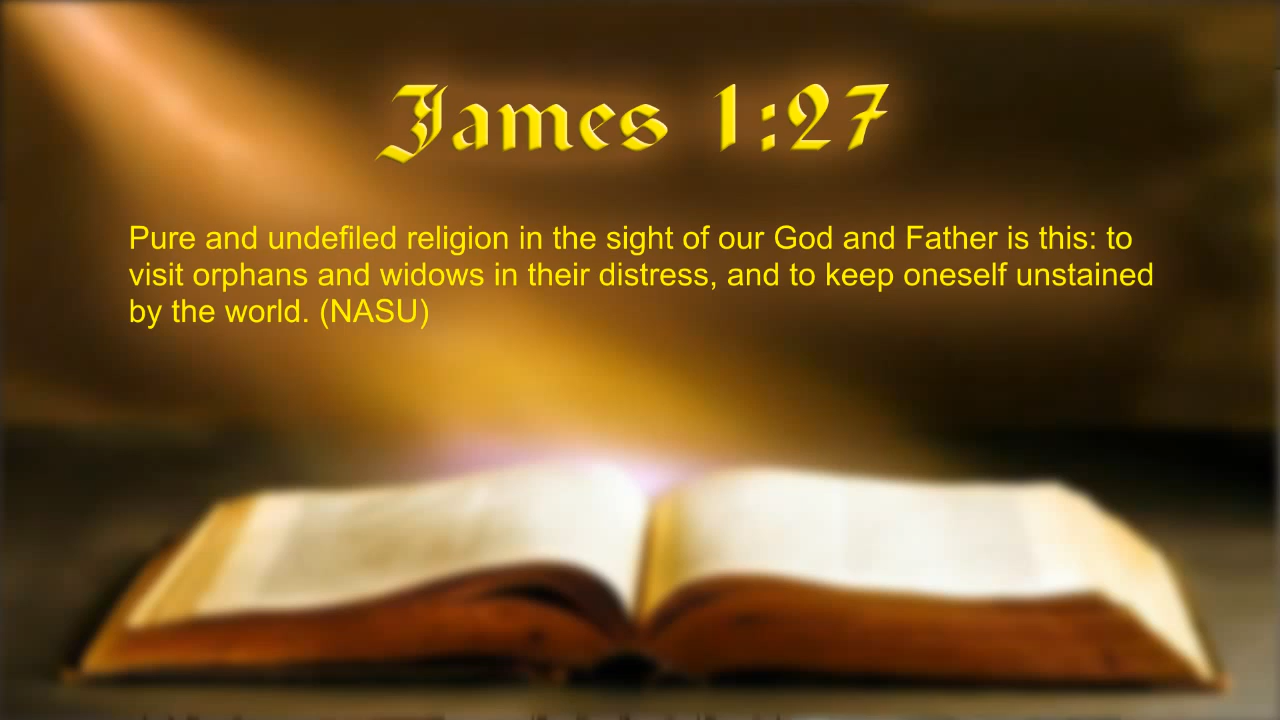 James 1:27
Pure and undefiled religion in the sight of our God and Father is this: to
visit orphans and widows in their distress, and to keep oneself unstained
by the world. (NASU)